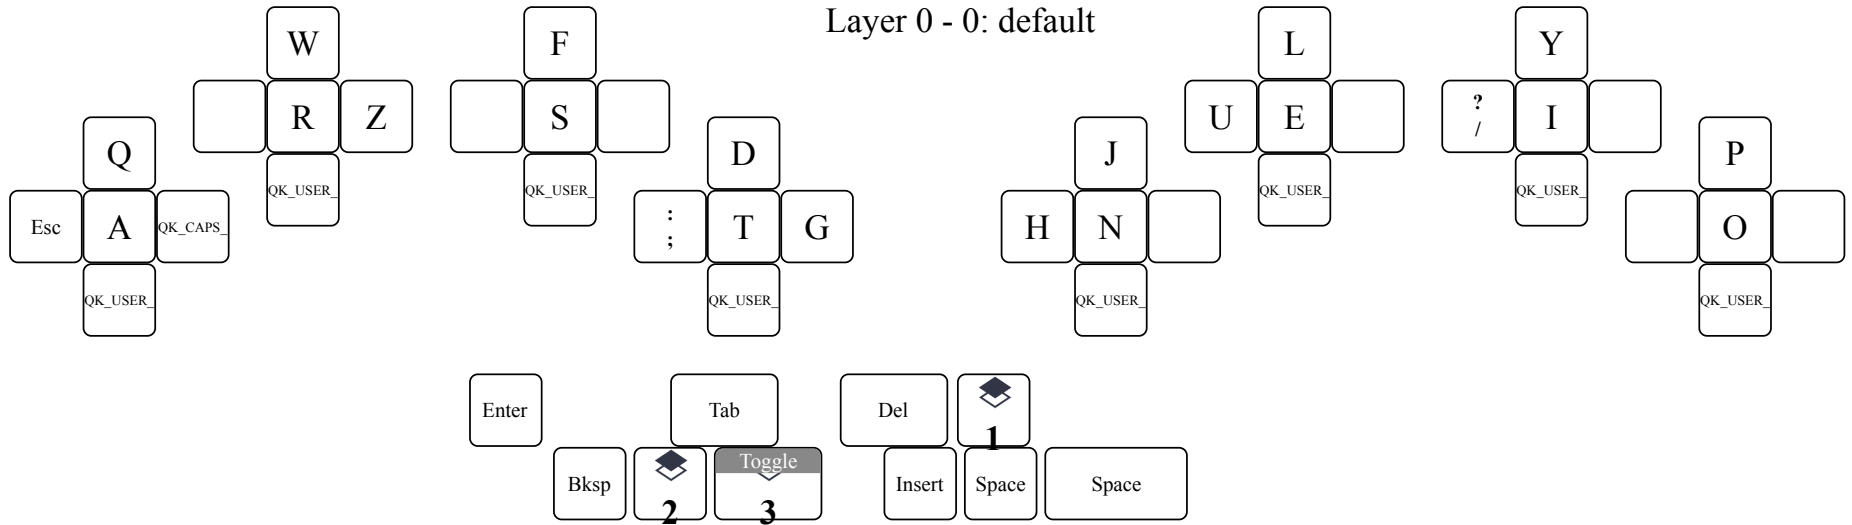 Layer 0 - 0: default
W
F
L
Y
R
Z
S
U
E
?
/
I
Q
D
J
P
QK_USER_
QK_USER_
QK_USER_
QK_USER_
Esc
A
QK_CAPS_
:
;
T
G
H
N
O
QK_USER_
QK_USER_
QK_USER_
QK_USER_
Enter
Tab
Del
1
Bksp
2
Toggle
3
Insert
Space
Space